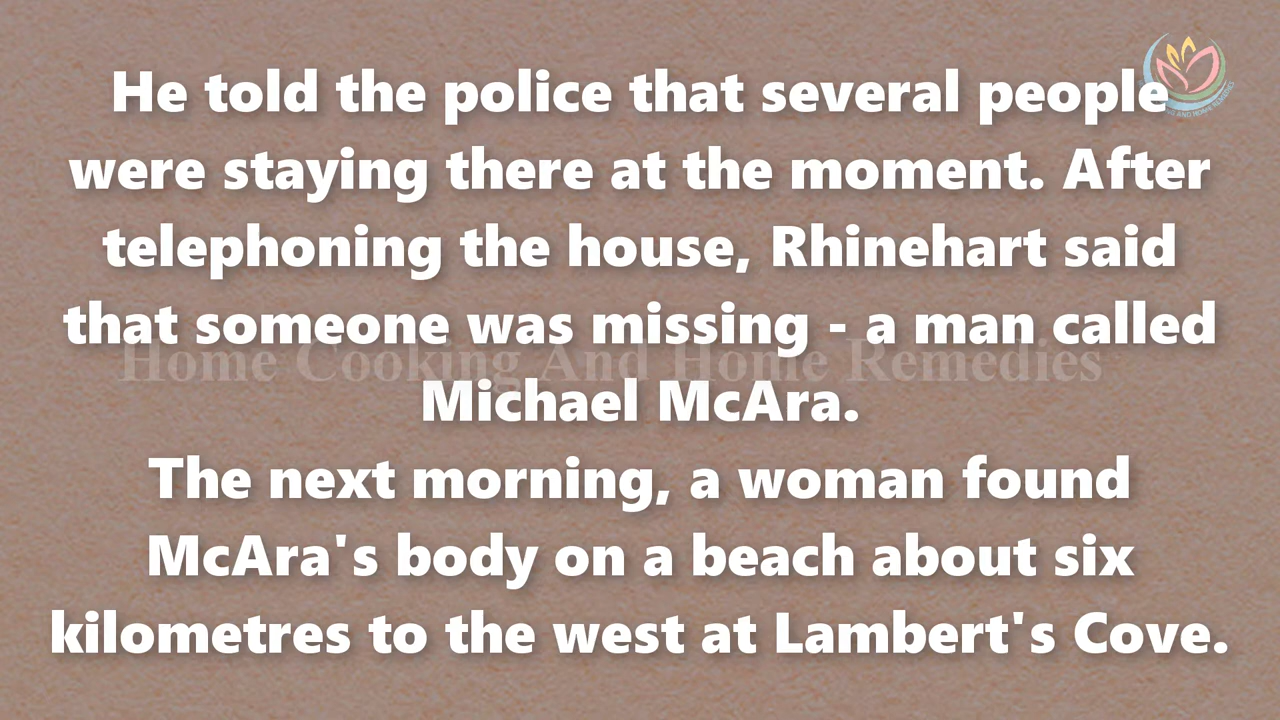 He told the police that several people
were staying there at the moment. After
telephoning the house, Rhinehart said
that someone was missing - a man called
Home Cooking And Home Remedies
Michael McAra.
The next morning, a woman found
McAra's body on a beach about six
kilometres to the west at Lambert's Cove.